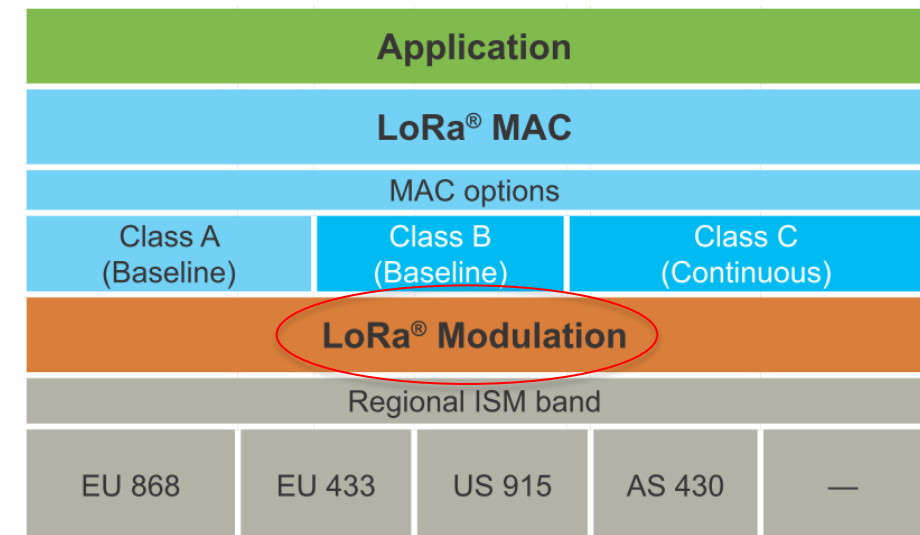 Application
LoRa® MAC
MAC options
Class A
(Baseline)
Class B
(Baseline)
Class C
(Continuous)
LoRa® Modulation
Regional ISM band
EU 868
EU 433
US 915
AS 430
—